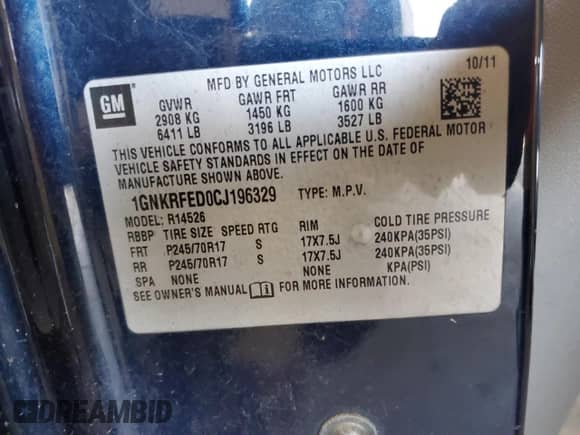 MFD BY GENERAL MOTORS LLC 10/11
GM
GVWR GAWR FRT GAWR RR
2908 KG 1450 KG 1600 KG
6411 LB 3196 LB 3527 LB
THIS VEHICLE CONFORMS TO ALL APPLICABLE U.S. FEDERAL MOTOR
VEHICLE SAFETY STANDARDS IN EFFECT ON THE DATE OF
MANUFACTURE SHOWN ABOVE.
1GNKRFED0CJ196329 TYPE: M.P.V.
MODEL: R14526
RBBP TIRE SIZE SPEED RTG RIM COLD TIRE PRESSURE
FRT P245/70R17 S 17X7.5J 240KPA(35PSI)
RR P245/70R17 S 17X7.5J 240KPA(35PSI)
SPA NONE NONE KPA(PSI)
SEE OWNER'S MANUAL FOR MORE INFORMATION.
DREAMBID